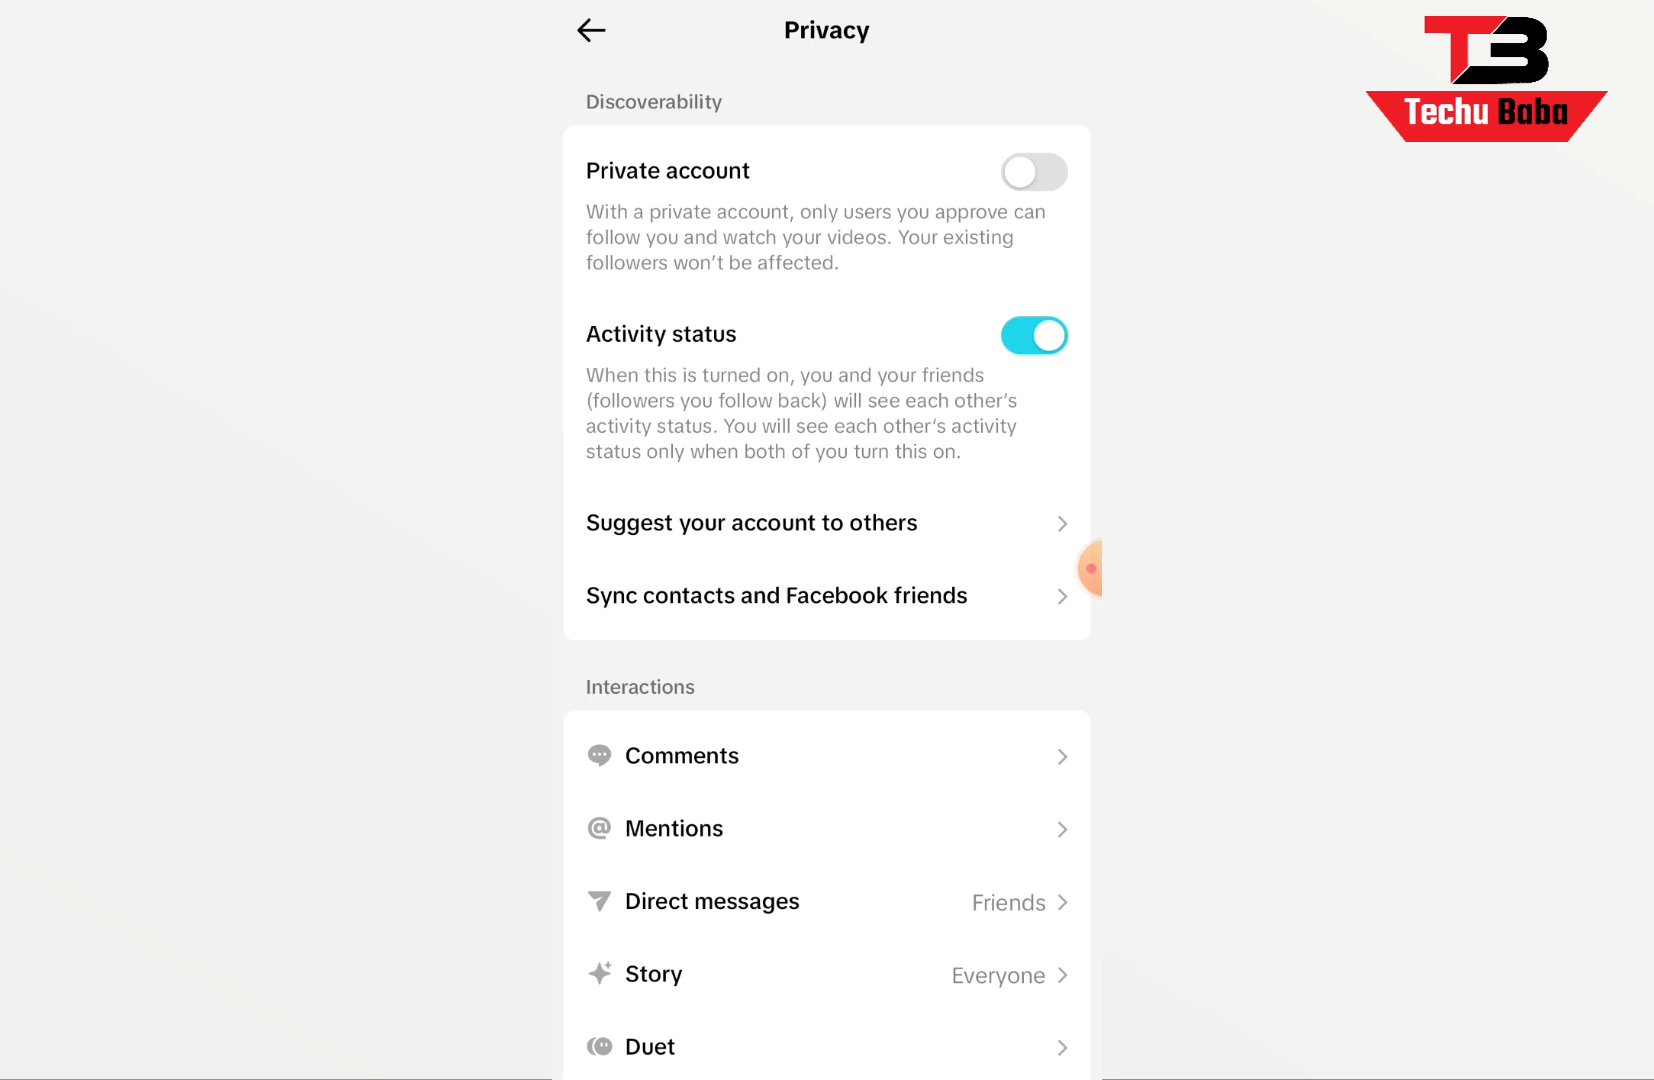 Privacy
TB
Techu Baba
Discoverability
Private account
With a private account, only users you approve can
follow you and watch your videos. Your existing
followers won't be affected.
Activity status
When this is turned on, you and your friends
(followers you follow back) will see each other's
activity status. You will see each other's activity
status only when both of you turn this on.
Suggest your account to others
Sync contacts and Facebook friends
Interactions
Comments
Mentions
Direct messages Friends
Story Everyone
Duet